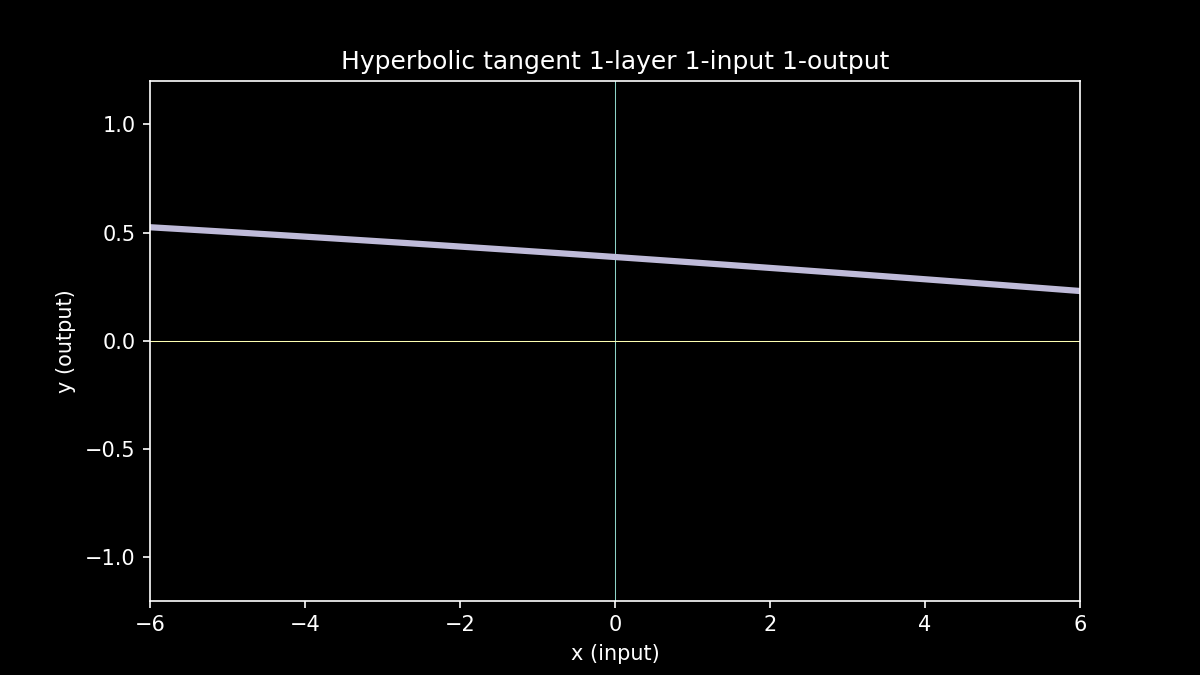 Hyperbolic tangent 1-layer 1-input 1-output
1.0
0.5
0.0
−0.5
−1.0
y (output)
−6 −4 −2 0 2 4 6
x (input)